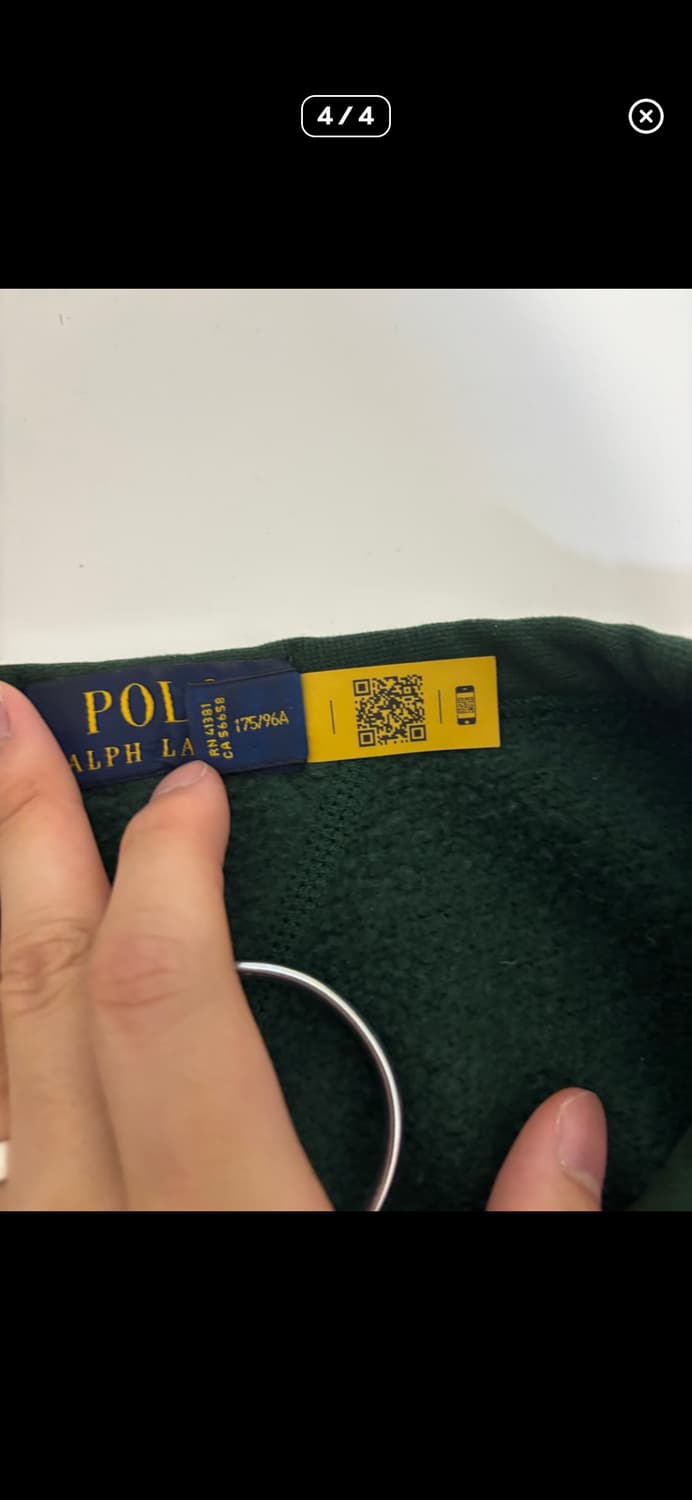 4 / 4
POL
ALPH LA
RN 41381
CA 56658
175/96A